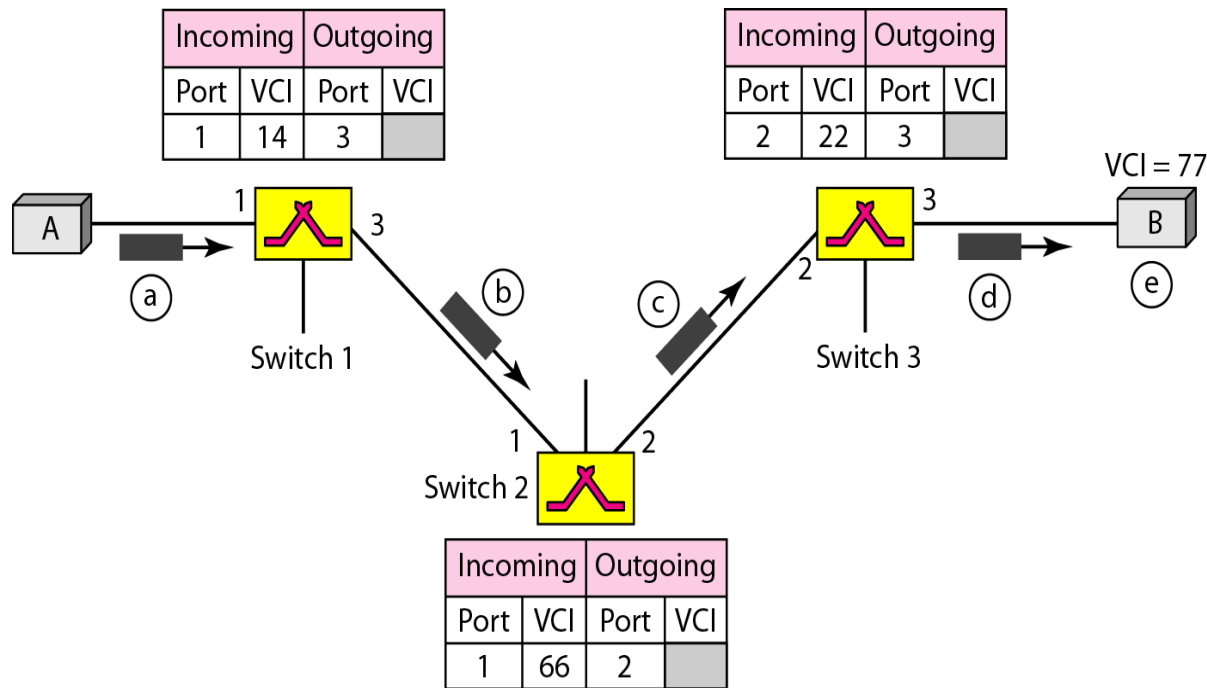 Incoming Outgoing
Port VCI Port VCI
1 14 3
Incoming Outgoing
Port VCI Port VCI
2 22 3
VCI = 77
A
1
3
a
Switch 1
b
c
2
3
Switch 3
d
B
e
1
2
Switch 2
Incoming Outgoing
Port VCI Port VCI
1 66 2